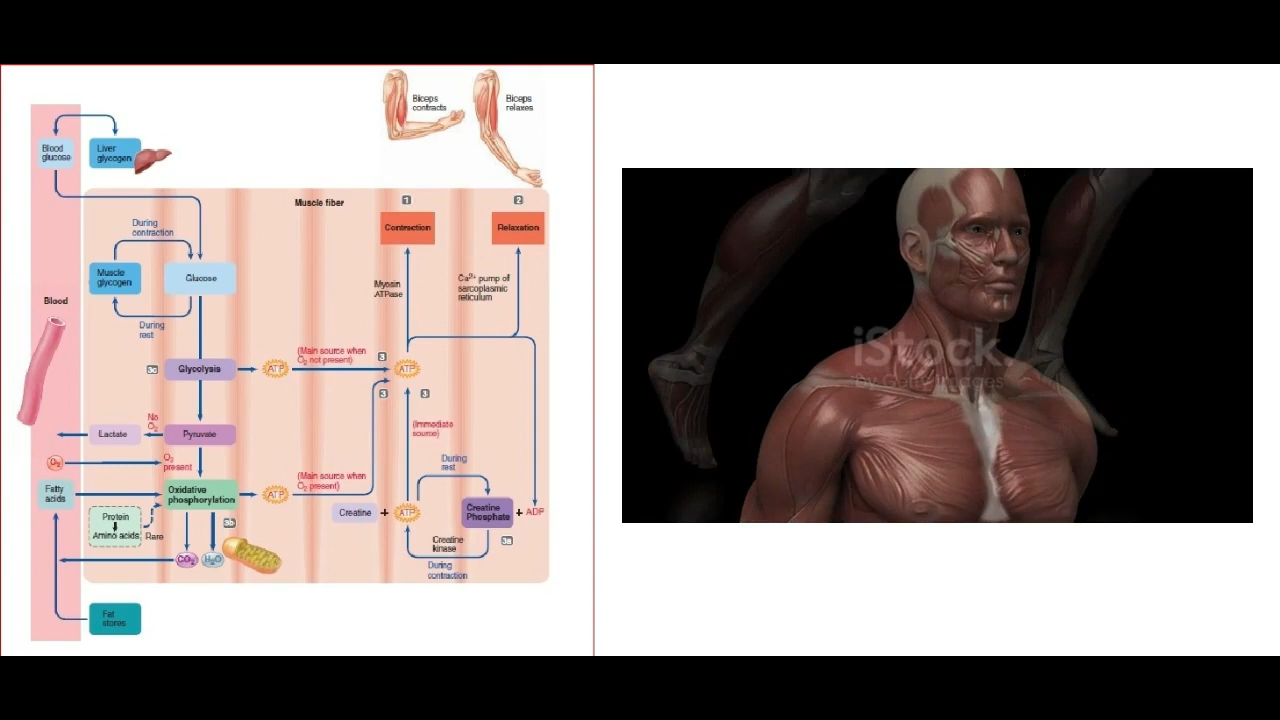 Biceps
contracts
Biceps
relaxes
Blood
glucose
Liver
glycogen
Muscle fiber
1
2
Contraction
Relaxation
During
contraction
Muscle
glycogen
Glucose
Myosin
ATPase
Ca2+ pump of
sarcoplasmic
reticulum
Blood
During
rest
(Main source when
O2 not present)
3
3c
Glycolysis
ATP
ATP
3
3
No
O2
(Immediate
source)
Lactate
Pyruvate
O2
O2
present
During
rest
(Main source when
O2 present)
Fatty
acids
Oxidative
phosphorylation
ATP
Creatine
+
ATP
Creatine
Phosphate
+
ADP
Protein
Amino acids
Rare
3b
Creatine
kinase
3a
CO2
H2O
During
contraction
Fat
stores
iStock
By Getty Images